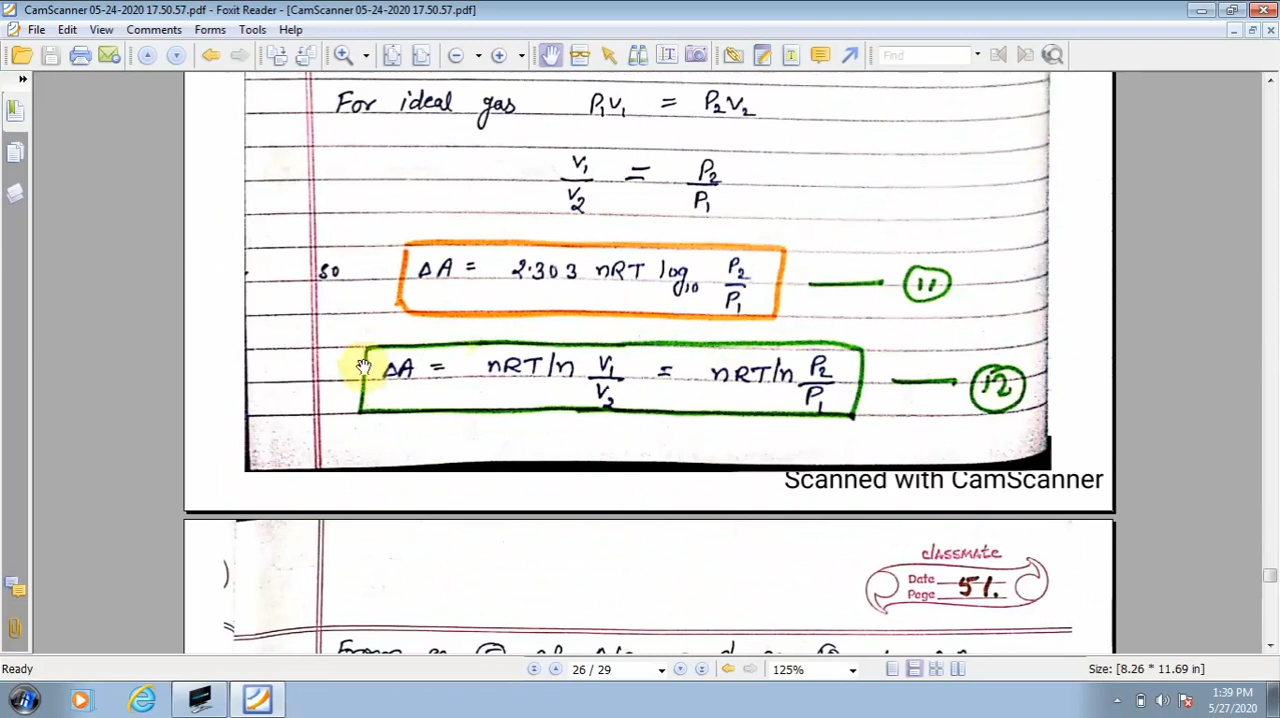 CamScanner 05-24-2020 17.50.57.pdf - Foxit Reader - [CamScanner 05-24-2020 17.50.57.pdf]
File Edit View Comments Forms Tools Help
Find
For ideal gas P₁V₁ = P₂V₂
V₁/V₂ = P₂/P₁
so ΔA = 2.303 nRT log₁₀ P₂/P₁ — 11
ΔA = nRT ln V₁/V₂ = nRT ln P₂/P₁ — 12
Scanned with CamScanner
classmate
Date
Page 51.
Ready 26 / 29 125% Size: [8.26 * 11.69 in]
1:39 PM
5/27/2020